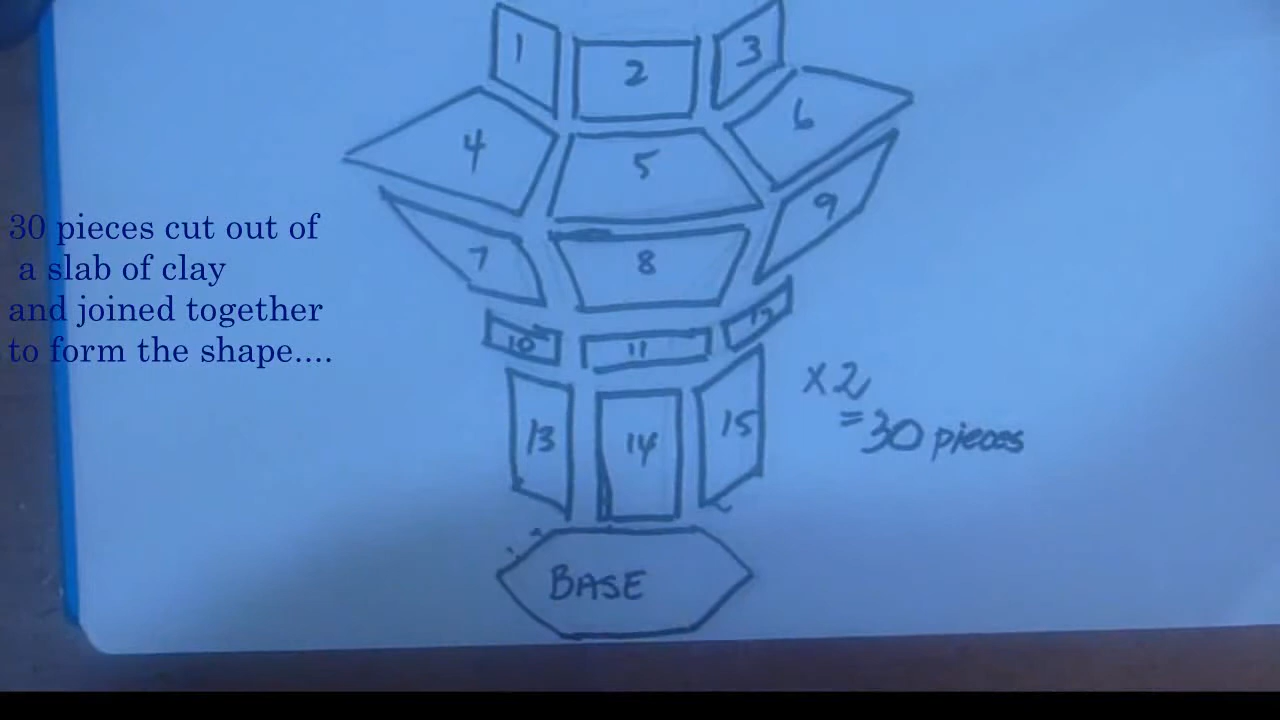 1 2 3
4 5 6
7 8 9
10 11 12
13 14 15
x2
=30 pieces
BASE
30 pieces cut out of
a slab of clay
and joined together
to form the shape....